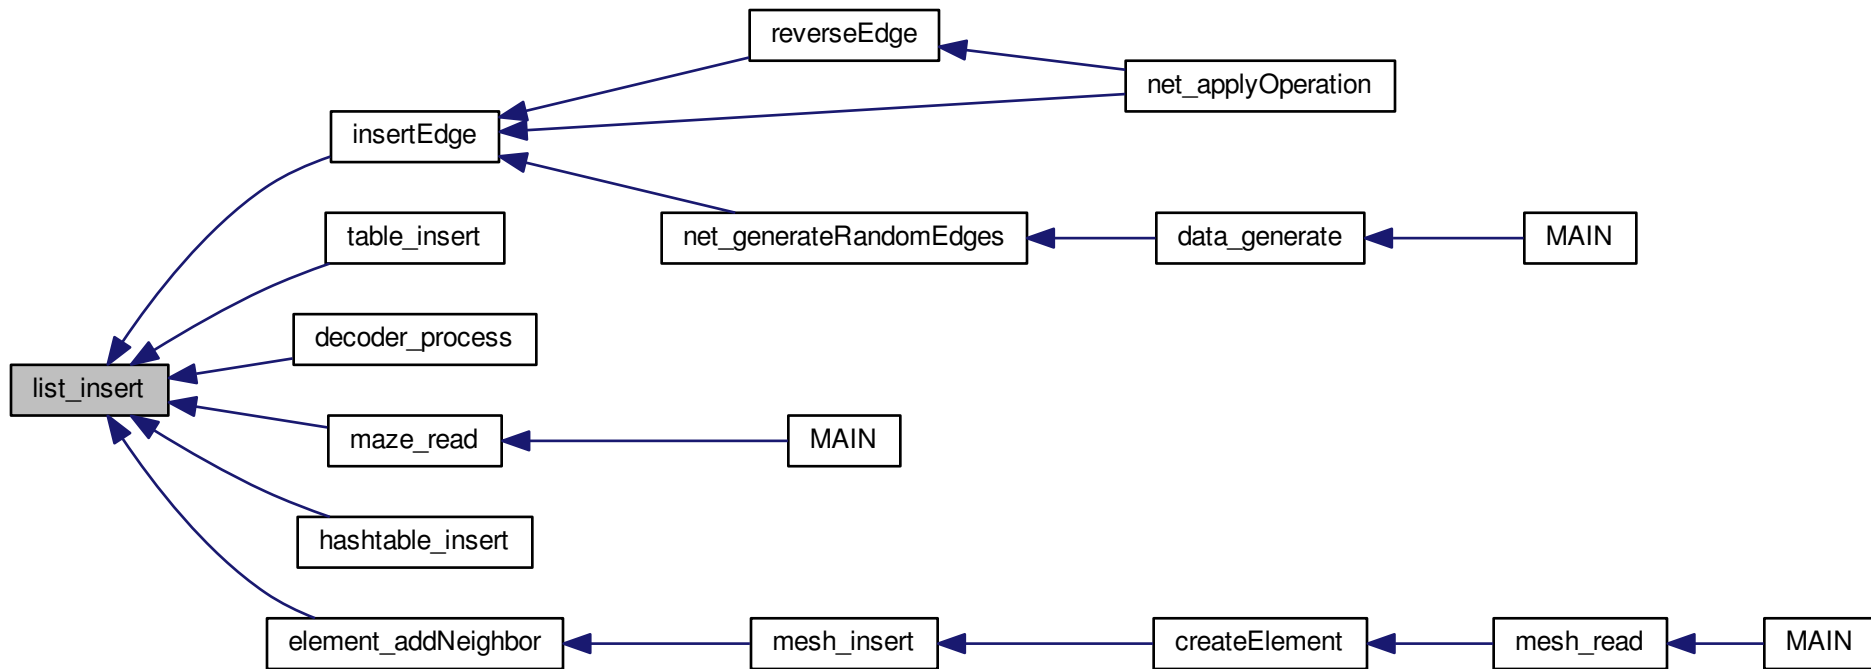 reverseEdge
net_applyOperation
insertEdge
table_insert
net_generateRandomEdges
data_generate
MAIN
decoder_process
list_insert
maze_read
MAIN
hashtable_insert
element_addNeighbor
mesh_insert
createElement
mesh_read
MAIN